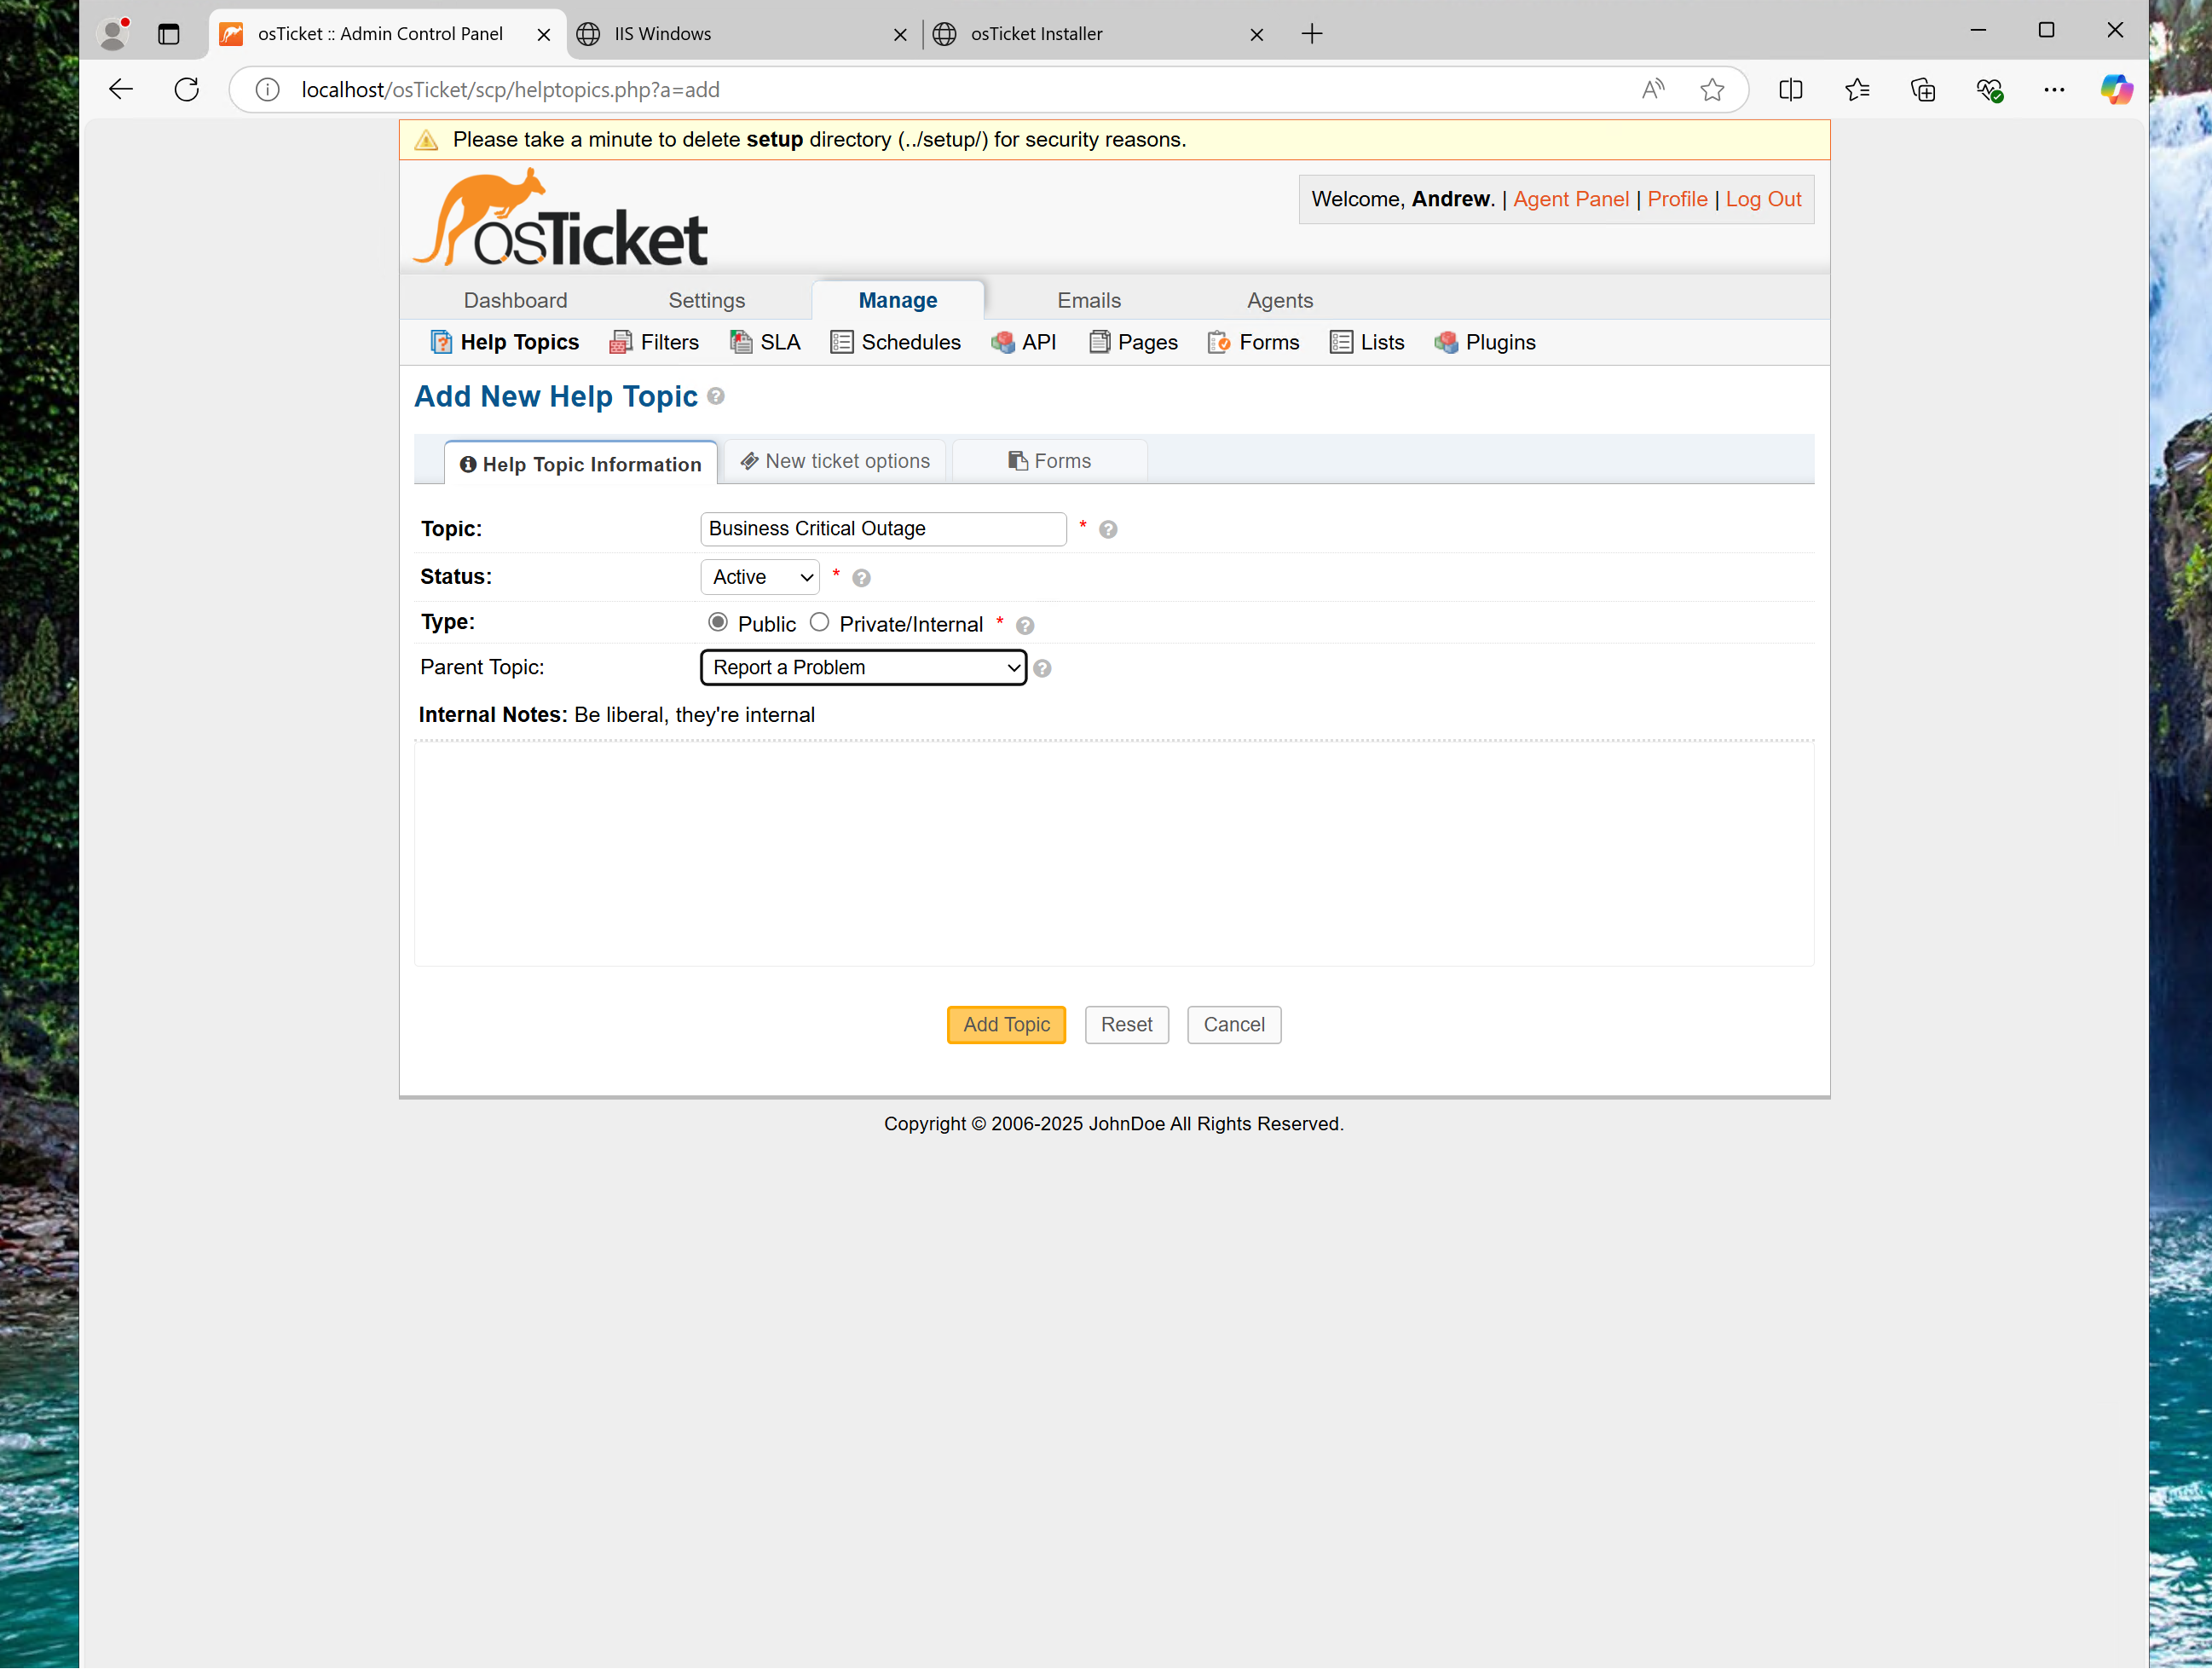 osTicket :: Admin Control Panel
IIS Windows
osTicket Installer
localhost/osTicket/scp/helptopics.php?a=add
Please take a minute to delete setup directory (../setup/) for security reasons.
osTicket
Welcome, Andrew. | Agent Panel | Profile | Log Out
Dashboard Settings Manage Emails Agents
Help Topics Filters SLA Schedules API Pages Forms Lists Plugins
Add New Help Topic
Help Topic Information New ticket options Forms
Topic: Business Critical Outage *
Status: Active *
Type: Public Private/Internal *
Parent Topic: Report a Problem
Internal Notes: Be liberal, they're internal
Add Topic Reset Cancel
Copyright © 2006-2025 JohnDoe All Rights Reserved.